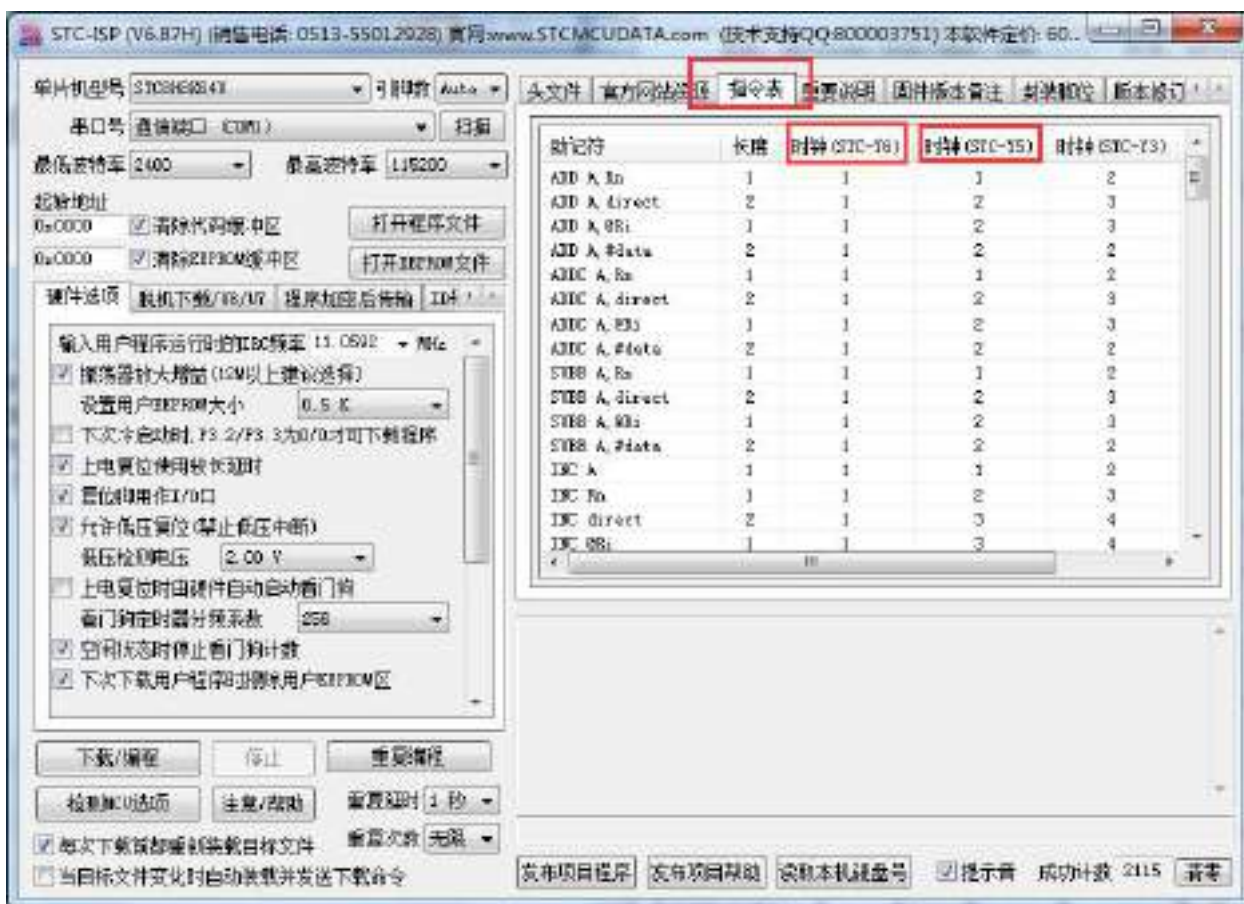 STC-ISP (V6.87H) (销售电话: 0513-55012928) 官网:www.STCMCUDATA.com (技术支持QQ:800003751) 本软件定价: 60...
单片机型号
引脚数 Auto
串口号 通信端口 (COM1) 扫描
最低波特率 2400 最高波特率 115200
起始地址
0x0000 清除代码缓冲区 打开程序文件
0x0000 清除EEPROM缓冲区 打开EEPROM文件
硬件选项 脱机下载/U8/U7 程序加密后传输
输入用户程序运行时的IRC频率 11.0592 MHz
振荡器放大增益(12M以上建议选择)
设置用户EEPROM大小 0.5 K
下次冷启动时,P3.2/P3.3为0/0才可下载程序
上电复位使用较长延时
复位脚用作I/O口
允许低压复位(禁止低压中断)
低压检测电压 2.00 V
上电复位时由硬件自动启动看门狗
看门狗定时器分频系数 256
空闲状态时停止看门狗计数
下次下载用户程序时擦除用户EEPROM区
下载/编程 停止 重复编程
检测MCU选项 注意/帮助 重复延时 1 秒
每次下载前都重新装载目标文件 重复次数 无限
当目标文件变化时自动装载并发送下载命令
头文件 官方网站资源 指令表 重要说明 固件版本备注 封装脚位 版本修订
助记符 长度 时钟(STC-Y6) 时钟(STC-Y5) 时钟(STC-Y3)
ADD A,Rn 1 1 1 2
ADD A,direct 2 1 2 3
ADD A,@Ri 1 1 2 3
ADD A,#data 2 1 2 2
ADDC A,Rn 1 1 1 2
ADDC A,direct 2 1 2 3
ADDC A,@Ri 1 1 2 3
ADDC A,#data 2 1 2 2
SUBB A,Rn 1 1 1 2
SUBB A,direct 2 1 2 3
SUBB A,@Ri 1 1 2 3
SUBB A,#data 2 1 2 2
INC A 1 1 1 2
INC Rn 1 1 2 3
INC direct 2 1 3 4
INC @Ri 1 1 3 4
发布项目程序 发布项目帮助 读取本机硬盘号 提示音 成功计数 2115 清零